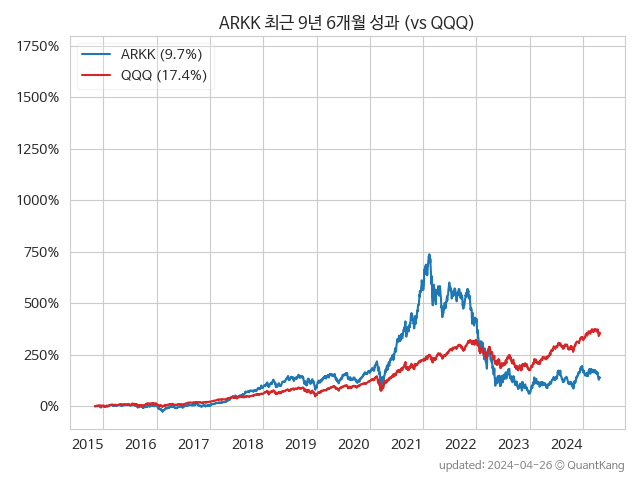 ARKK 최근 9년 6개월 성과 (vs QQQ)
1750%
ARKK (9.7%)
QQQ (17.4%)
1500%
1250%
1000%
750%
500%
250%
0%
2015 2016 2017 2018 2019 2020 2021 2022 2023 2024
updated: 2024-04-26 © QuantKang